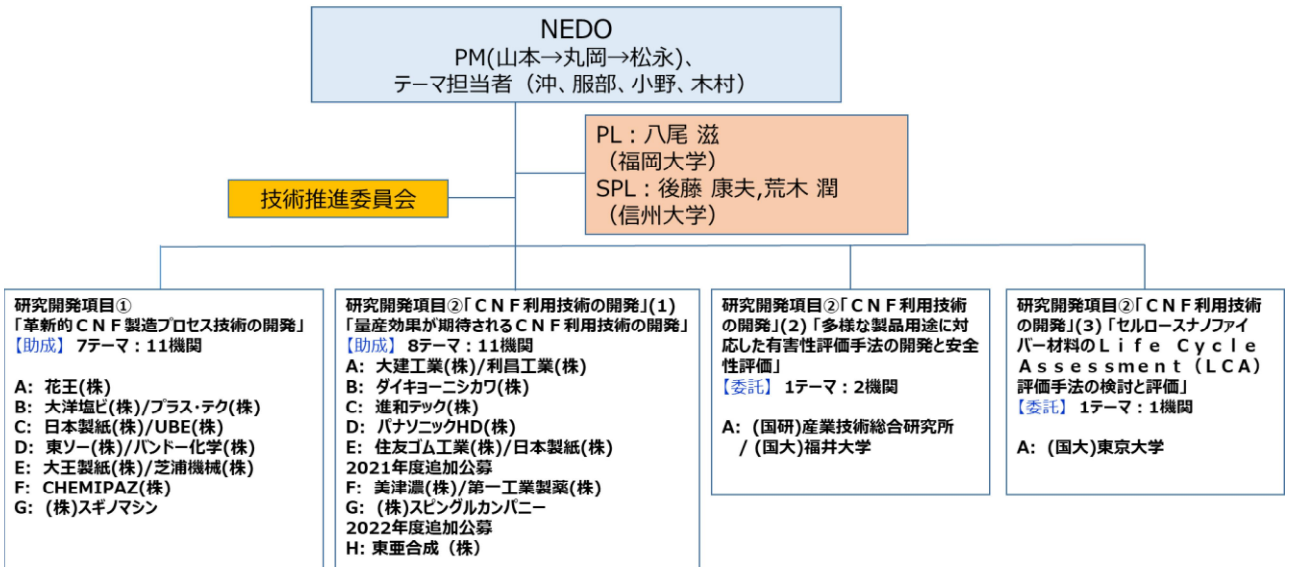 NEDO
PM(山本→丸岡→松永)、
テーマ担当者（沖、服部、小野、木村）
PL：八尾 滋
（福岡大学）
SPL：後藤 康夫,荒木 潤
（信州大学）
技術推進委員会
研究開発項目①
「革新的ＣＮＦ製造プロセス技術の開発」
【助成】 7テーマ：11機関
A: 花王(株)
B: 大洋塩ビ(株)/プラス・テク(株)
C: 日本製紙(株)/UBE(株)
D: 東ソー(株)/バンドー化学(株)
E: 大王製紙(株)/芝浦機械(株)
F: CHEMIPAZ(株)
G: (株)スギノマシン
研究開発項目②「ＣＮＦ利用技術の開発」(1)
「量産効果が期待されるＣＮＦ利用技術の開発」
【助成】 8テーマ：11機関
A: 大建工業(株)/利昌工業(株)
B: ダイキョーニシカワ(株)
C: 進和テック(株)
D: パナソニックHD(株)
E: 住友ゴム工業(株)/日本製紙(株)
2021年度追加公募
F: 美津濃(株)/第一工業製薬(株)
G: (株)スピングルカンパニー
2022年度追加公募
H: 東亜合成（株）
研究開発項目②「ＣＮＦ利用技術
の開発」(2)「多様な製品用途に対
応した有害性評価手法の開発と安全
性評価」
【委託】 1テーマ：2機関
A: (国研)産業技術総合研究所
/ (国大)福井大学
研究開発項目②「ＣＮＦ利用技術
の開発」(3)「セルロースナノファイ
バー材料のＬｉｆｅ Ｃｙｃｌｅ
Ａｓｓｅｓｓｍｅｎｔ（ＬＣＡ）
評価手法の検討と評価」
【委託】 1テーマ：1機関
A: (国大)東京大学